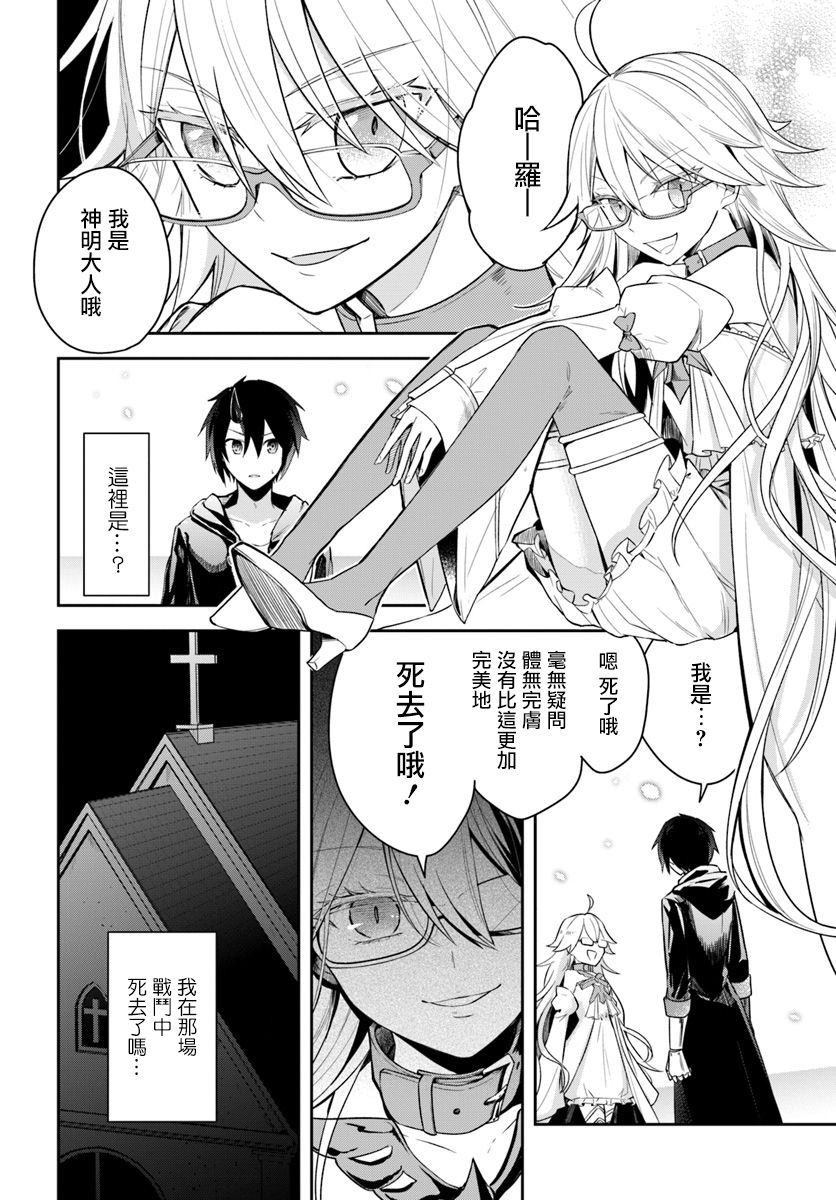 哈ー羅ー
我是
神明大人哦
這裡是…?
我是…?
嗯 死了哦
毫無疑問
體無完膚
沒有比這更加
完美地
死去了哦!
我在那場
戰鬥中
死去了嗎…